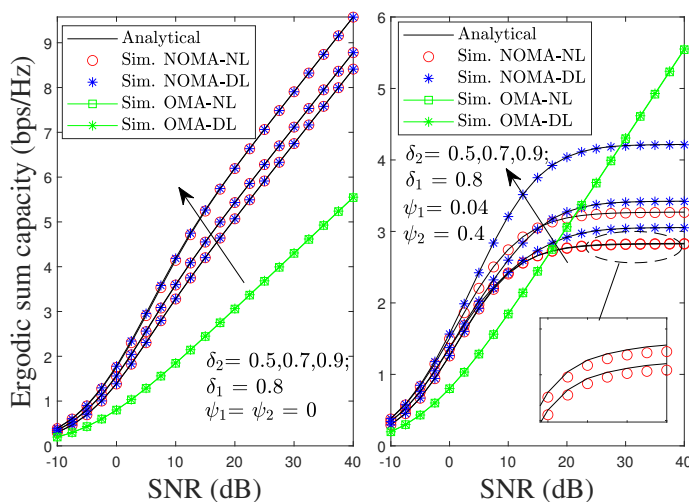 Analytical
Sim. NOMA-NL
Sim. NOMA-DL
Sim. OMA-NL
Sim. OMA-DL
δ₂= 0.5,0.7,0.9;
δ₁ = 0.8
ψ₁= ψ₂ = 0
Ergodic sum capacity (bps/Hz)
9
8
7
6
5
4
3
2
1
0
-10
0
10
20
30
40
SNR (dB)
Analytical
Sim. NOMA-NL
Sim. NOMA-DL
Sim. OMA-NL
Sim. OMA-DL
δ₂= 0.5,0.7,0.9;
δ₁ = 0.8
ψ₁= 0.04
ψ₂ = 0.4
6
5
4
3
2
1
0
-10
0
10
20
30
40
SNR (dB)